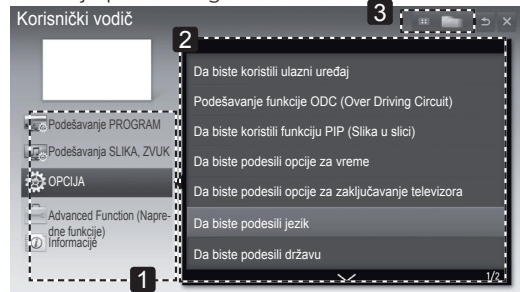 Korisnički vodič
3
2
Da biste koristili ulazni uređaj
Podešavanje funkcije ODC (Over Driving Circuit)
Da biste koristili funkciju PIP (Slika u slici)
Da biste podesili opcije za vreme
Da biste podesili opcije za zaključavanje televizora
Da biste podesili jezik
Da biste podesili državu
1/2
Podešavanje PROGRAM
Podešavanja SLIKA, ZVUK
OPCIJA
Advanced Function (Napre-
dne funkcije)
Informacije
1